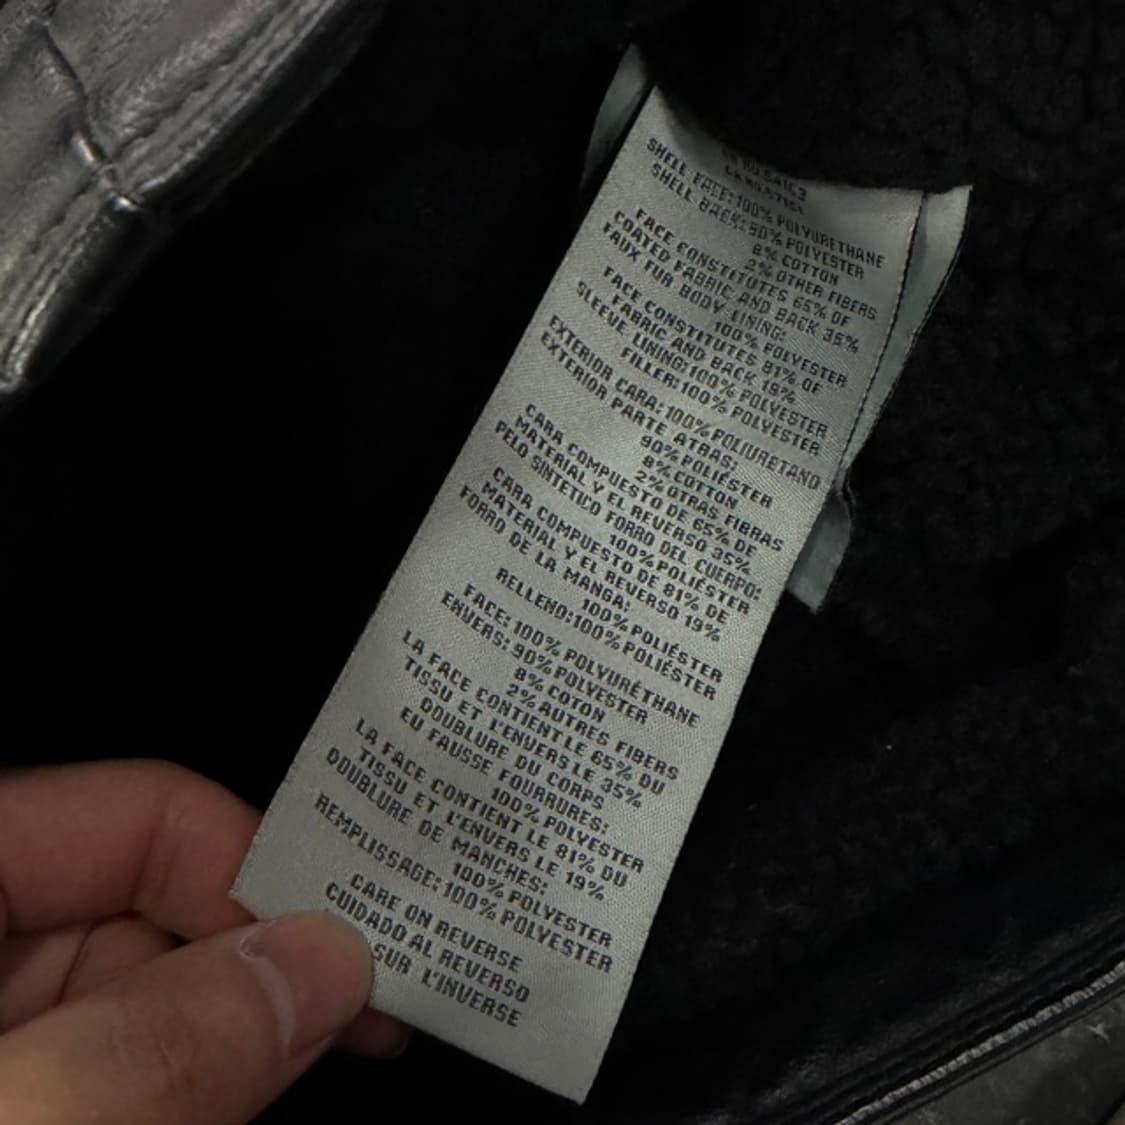 SHELL FACE:100% POLYURETHANE
SHELL BACK:90% POLYESTER
8% COTTON
2% OTHER FIBERS
FACE CONSTITUTES 65% OF
COATED FABRIC AND BACK 35%
FAUX FUR BODY LINING:
100% POLYESTER
FACE CONSTITUTES 81% OF
FABRIC AND BACK 19%
SLEEVE LINING:100% POLYESTER
FILLER:100% POLYESTER
EXTERIOR CARA:100% POLIURETANO
EXTERIOR PARTE ATRAS:
90% POLIÉSTER
8% COTTON
2% OTRAS FIBRAS
CARA COMPUESTO DE 65% DE
MATERIAL Y EL REVERSO 35%
PELO SINTETICO FORRO DEL CUERPO:
100% POLIÉSTER
CARA COMPUESTO DE 81% DE
MATERIAL Y EL REVERSO 19%
FORRO DE LA MANGA:
100% POLIÉSTER
RELLENO:100% POLIÉSTER
FACE:100% POLYURÉTHANE
ENVERS:90% POLYESTER
8% COTON
2% AUTRES FIBERS
LA FACE CONTIENT LE 65% DU
TISSU ET L'ENVERS LE 35%
DOUBLURE DU CORPS
EU FAUSSE FOURRURES:
100% POLYESTER
LA FACE CONTIENT LE 81% DU
TISSU ET L'ENVERS LE 19%
DOUBLURE DE MANCHES:
100% POLYESTER
REMPLISSAGE:100% POLYESTER
CARE ON REVERSE
CUIDADO AL REVERSO
SUR L'INVERSE